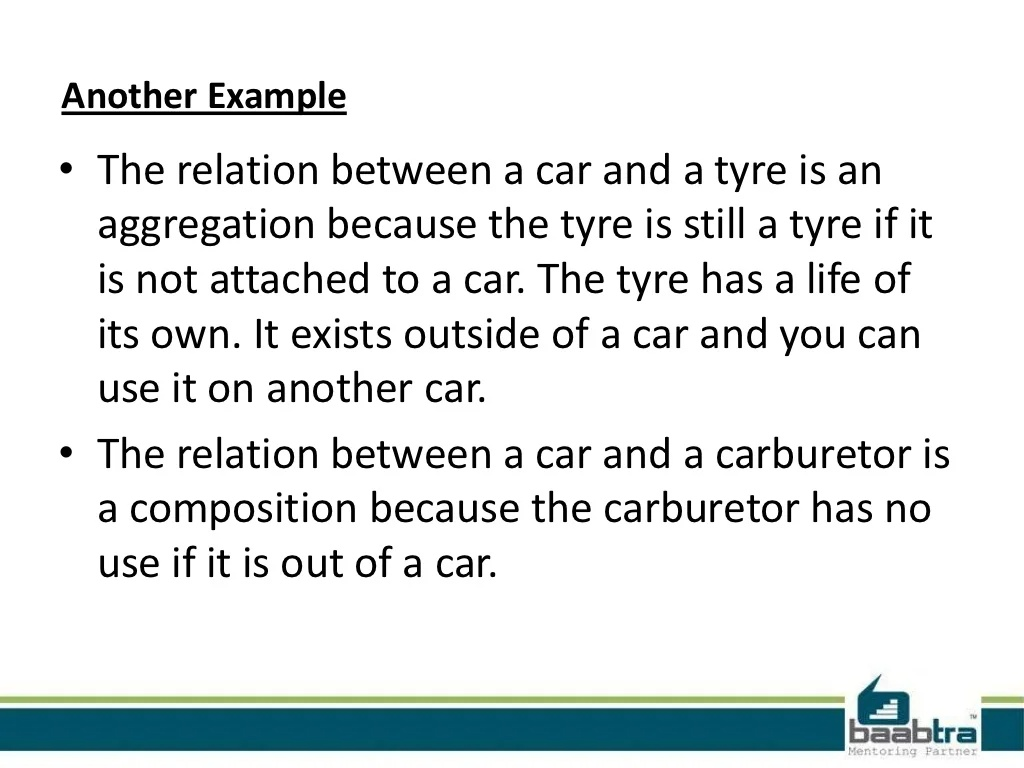 Another Example
• The relation between a car and a tyre is an
aggregation because the tyre is still a tyre if it
is not attached to a car. The tyre has a life of
its own. It exists outside of a car and you can
use it on another car.
• The relation between a car and a carburetor is
a composition because the carburetor has no
use if it is out of a car.
baabtra™
Mentoring Partner